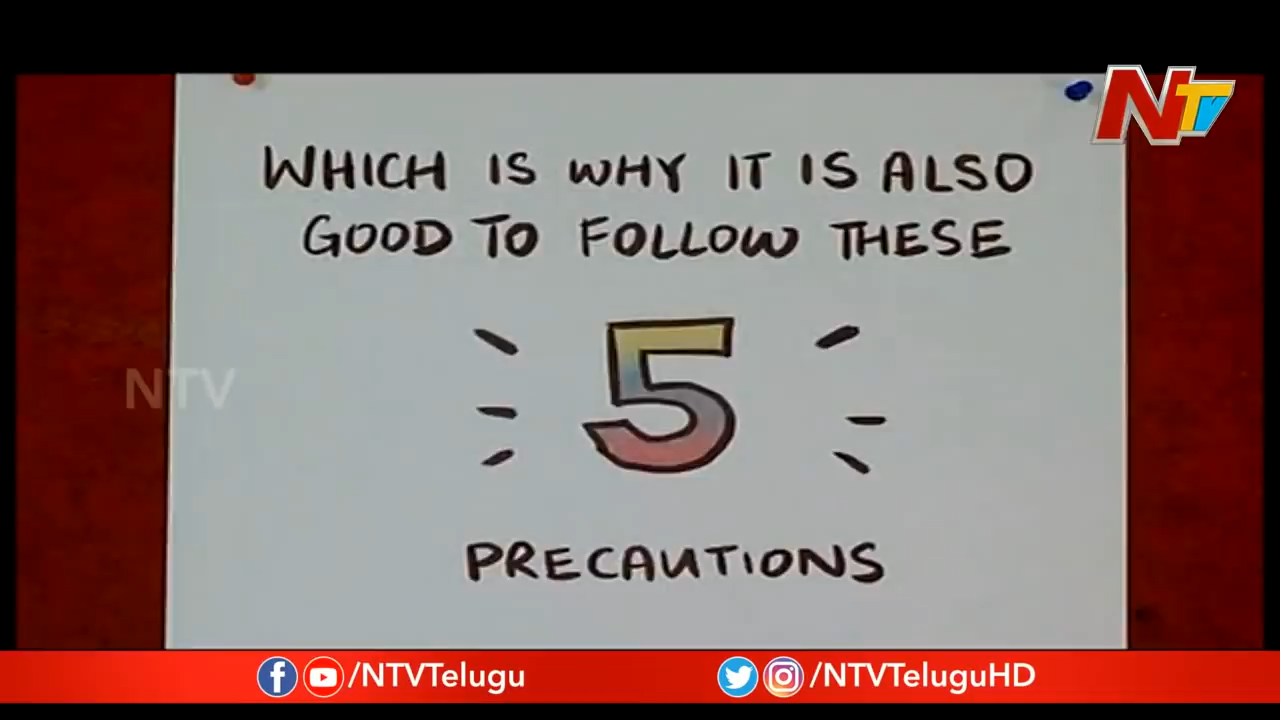 NTV
WHICH IS WHY IT IS ALSO
GOOD TO FOLLOW THESE
5
NTV
PRECAUTIONS
/NTVTelugu
/NTVTeluguHD